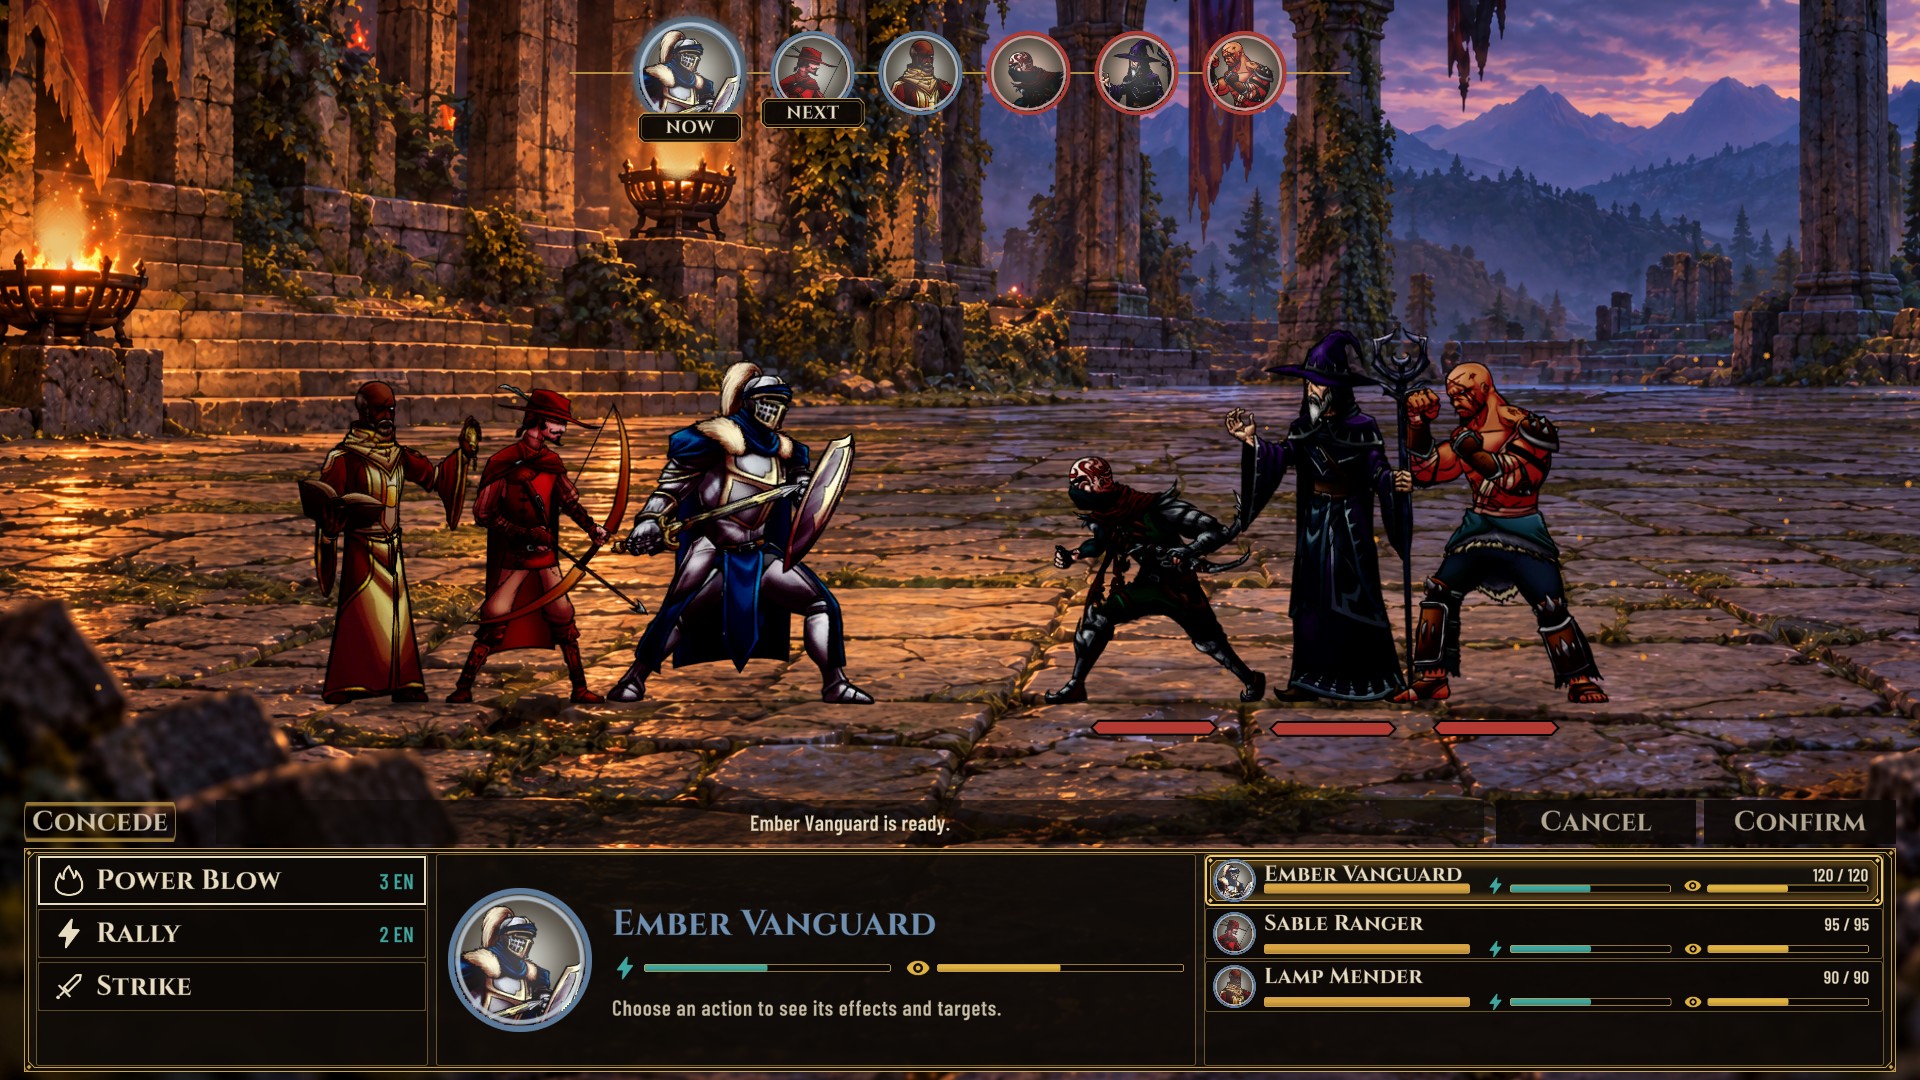 NOW
NEXT
CONCEDE
Ember Vanguard is ready.
CANCEL
CONFIRM
POWER BLOW 3 EN
RALLY 2 EN
STRIKE
EMBER VANGUARD
Choose an action to see its effects and targets.
EMBER VANGUARD 120 / 120
SABLE RANGER 95 / 95
LAMP MENDER 90 / 90